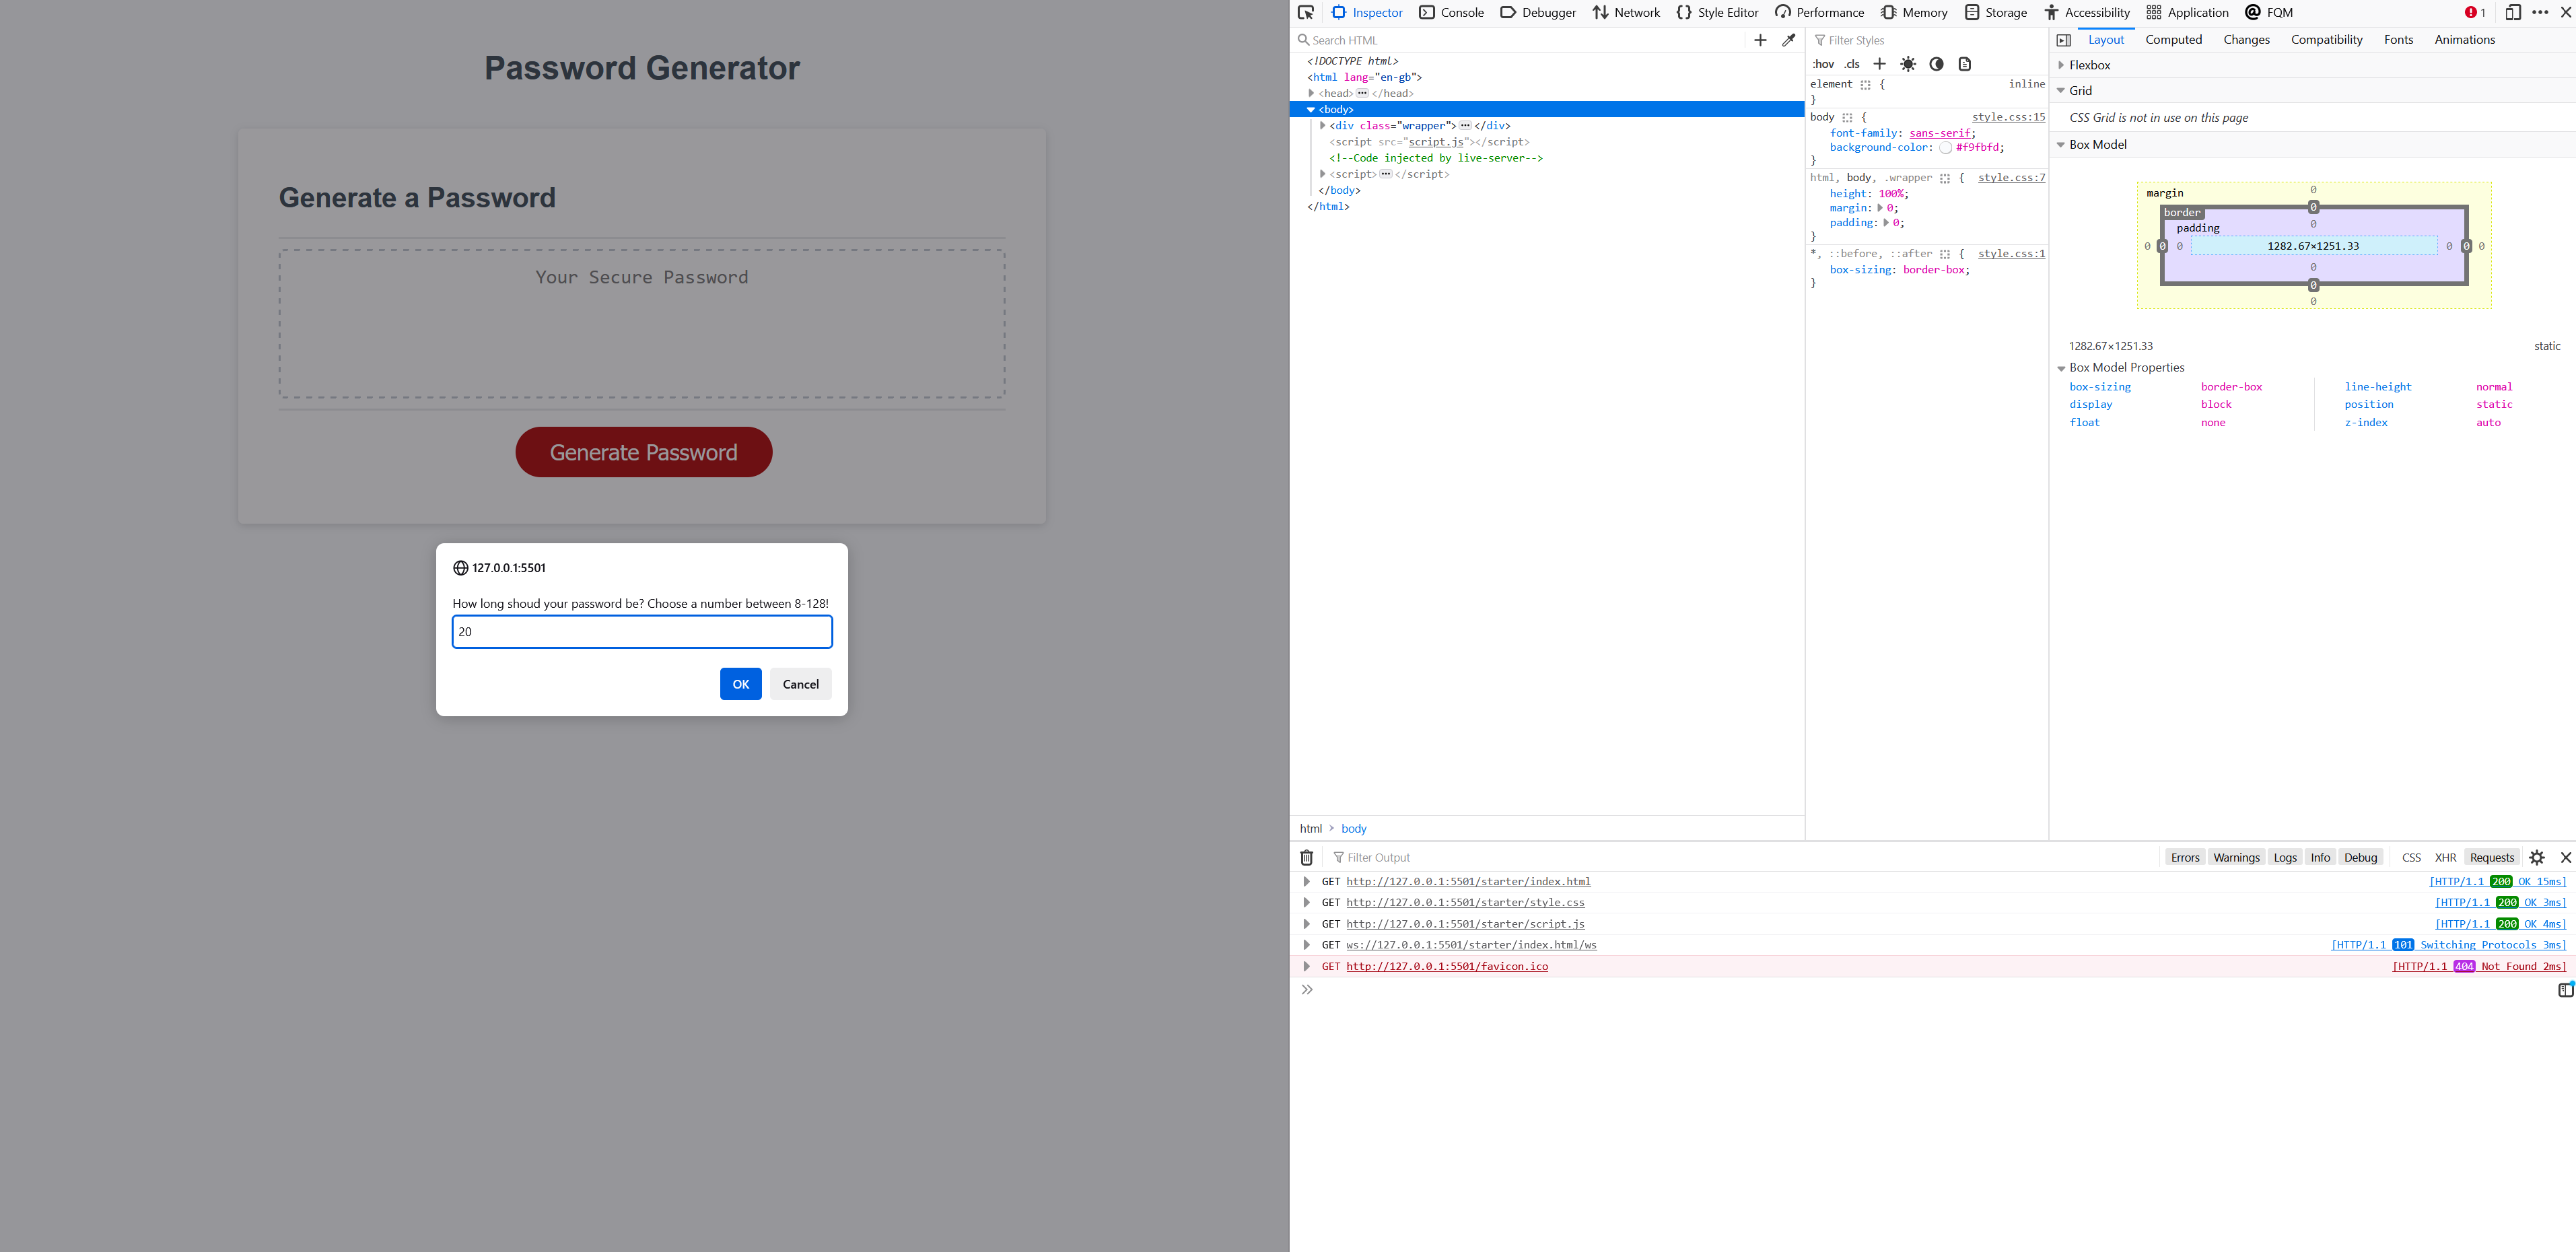 Password Generator
Generate a Password
Your Secure Password
Generate Password
127.0.0.1:5501
How long shoud your password be? Choose a number between 8-128!
20
OK Cancel
Inspector Console Debugger Network Style Editor Performance Memory Storage Accessibility Application FQM 1
Search HTML
<!DOCTYPE html>
<html lang="en-gb">
<head> ••• </head>
<body>
<div class="wrapper"> ••• </div>
<script src="script.js"></script>
<!--Code injected by live-server-->
<script> ••• </script>
</body>
</html>
html > body
Filter Styles
:hov .cls
element { inline
}
body { style.css:15
font-family: sans-serif;
background-color: #f9fbfd;
}
html, body, .wrapper { style.css:7
height: 100%;
margin: 0;
padding: 0;
}
*, ::before, ::after { style.css:1
box-sizing: border-box;
}
Layout Computed Changes Compatibility Fonts Animations
Flexbox
Grid
CSS Grid is not in use on this page
Box Model
margin 0
border 0
padding 0
0 0 0 1282.67×1251.33 0 0 0
0
0
0
1282.67×1251.33 static
Box Model Properties
box-sizing border-box line-height normal
display block position static
float none z-index auto
Filter Output Errors Warnings Logs Info Debug CSS XHR Requests
GET http://127.0.0.1:5501/starter/index.html [HTTP/1.1 200 OK 15ms]
GET http://127.0.0.1:5501/starter/style.css [HTTP/1.1 200 OK 3ms]
GET http://127.0.0.1:5501/starter/script.js [HTTP/1.1 200 OK 4ms]
GET ws://127.0.0.1:5501/starter/index.html/ws [HTTP/1.1 101 Switching Protocols 3ms]
GET http://127.0.0.1:5501/favicon.ico [HTTP/1.1 404 Not Found 2ms]